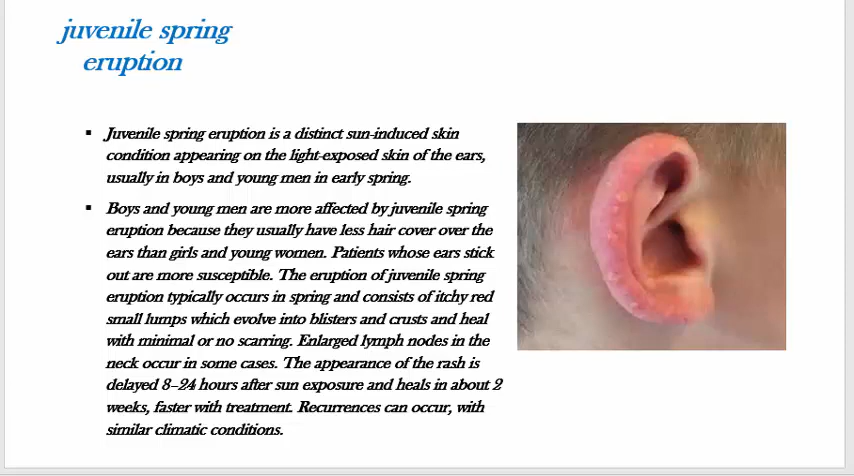 juvenile spring
eruption
▪ Juvenile spring eruption is a distinct sun-induced skin
condition appearing on the light-exposed skin of the ears,
usually in boys and young men in early spring.
▪ Boys and young men are more affected by juvenile spring
eruption because they usually have less hair cover over the
ears than girls and young women. Patients whose ears stick
out are more susceptible. The eruption of juvenile spring
eruption typically occurs in spring and consists of itchy red
small lumps which evolve into blisters and crusts and heal
with minimal or no scarring. Enlarged lymph nodes in the
neck occur in some cases. The appearance of the rash is
delayed 8–24 hours after sun exposure and heals in about 2
weeks, faster with treatment. Recurrences can occur, with
similar climatic conditions.